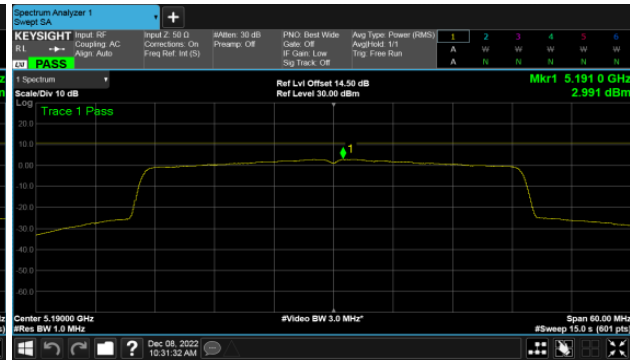 Spectrum Analyzer 1
Swept SA
KEYSIGHT
Input: RF
Input Z: 50 Ω
#Atten: 30 dB
PNO: Best Wide
Avg Type: Power (RMS)
1 2 3 4 5 6
RL
Coupling: AC
Corrections: On
Preamp: Off
Gate: Off
Avg|Hold: 1/1
A W W W W W
Align: Auto
Freq Ref: Int (S)
IF Gain: Low
Trig: Free Run
LXI PASS
Sig Track: Off
A N N N N N
1 Spectrum
Ref Lvl Offset 14.50 dB
Mkr1 5.191 0 GHz
Scale/Div 10 dB
Ref Level 30.00 dBm
2.991 dBm
Log
Trace 1 Pass
20.0
10.0
1
0.00
-10.0
-20.0
-30.0
-40.0
-50.0
-60.0
Center 5.19000 GHz
#Video BW 3.0 MHz*
Span 60.00 MHz
#Res BW 1.0 MHz
#Sweep 15.0 s (601 pts)
?
Dec 08, 2022
10:31:32 AM